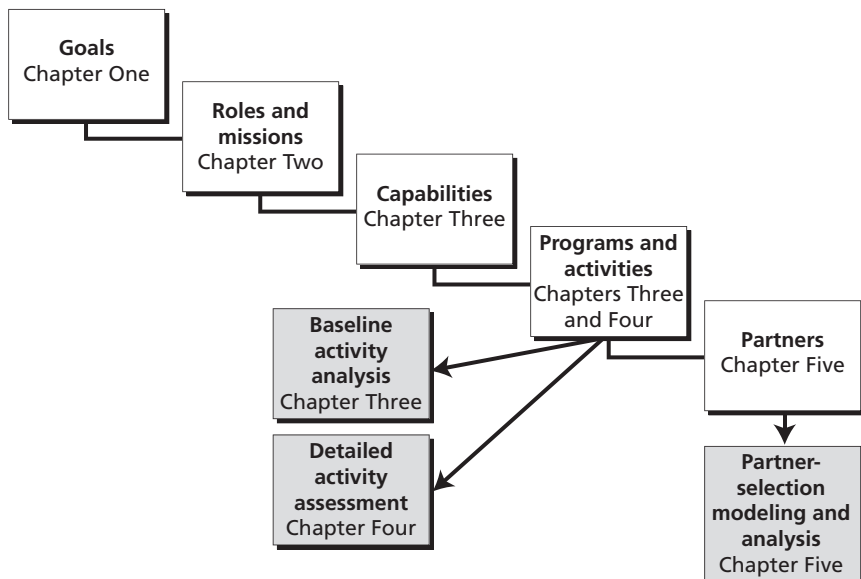 Goals
Chapter One
Roles and
missions
Chapter Two
Capabilities
Chapter Three
Programs and
activities
Chapters Three
and Four
Partners
Chapter Five
Baseline
activity
analysis
Chapter Three
Detailed
activity
assessment
Chapter Four
Partner-
selection
modeling and
analysis
Chapter Five